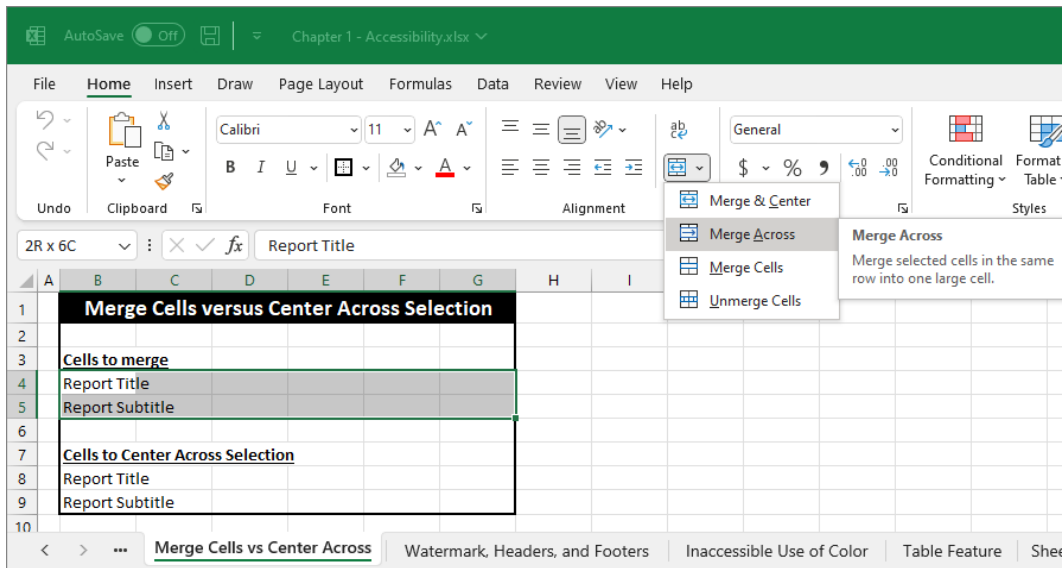 AutoSave Off Chapter 1 - Accessibility.xlsx
File Home Insert Draw Page Layout Formulas Data Review View Help
Calibri 11 A^ A˅ ab General
Paste B I U A $ % 9 .00 Conditional Format
Formatting Table
Undo Clipboard Font Alignment Styles
Merge & Center
Merge Across
Merge Cells
Unmerge Cells
Merge Across
Merge selected cells in the same
row into one large cell.
2R x 6C fx Report Title
A B C D E F G H I
1 Merge Cells versus Center Across Selection
2
3 Cells to merge
4 Report Title
5 Report Subtitle
6
7 Cells to Center Across Selection
8 Report Title
9 Report Subtitle
10
Merge Cells vs Center Across Watermark, Headers, and Footers Inaccessible Use of Color Table Feature Shee